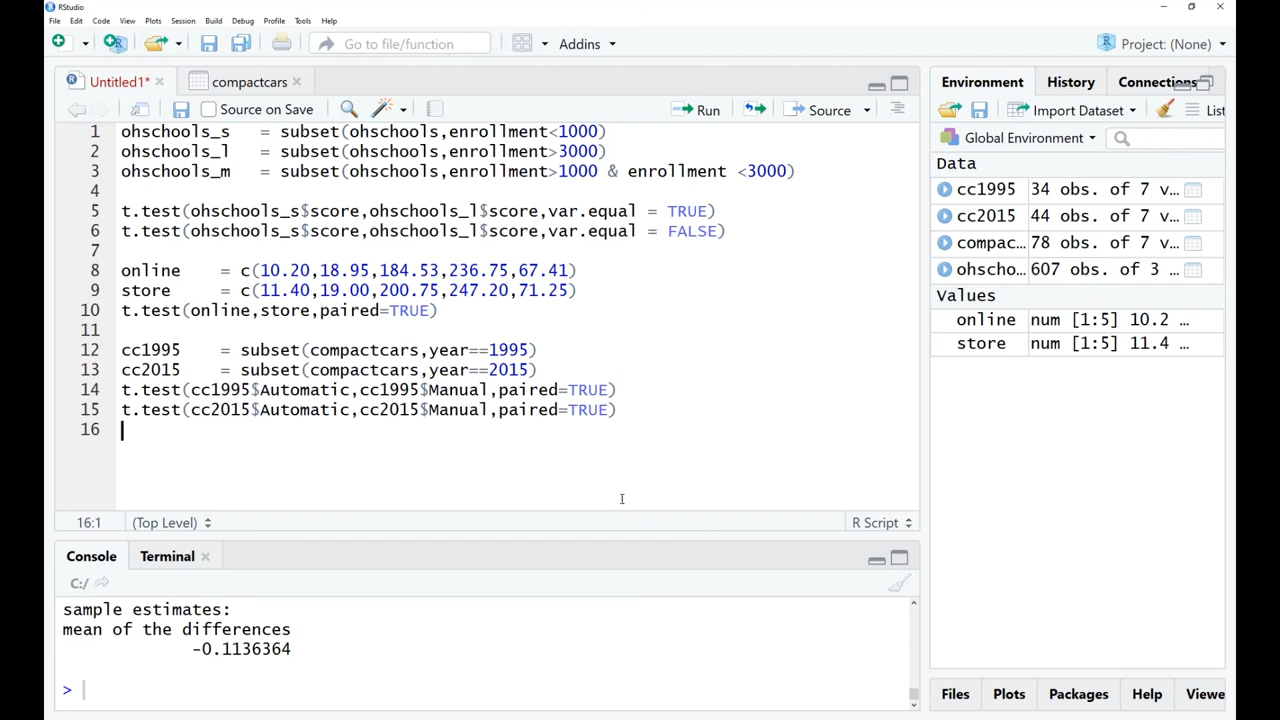 RStudio
File Edit Code View Plots Session Build Debug Profile Tools Help
Go to file/function Addins Project: (None)
Untitled1* compactcars
Source on Save Run Source
1 ohschools_s = subset(ohschools,enrollment<1000)
2 ohschools_l = subset(ohschools,enrollment>3000)
3 ohschools_m = subset(ohschools,enrollment>1000 & enrollment <3000)
4
5 t.test(ohschools_s$score,ohschools_l$score,var.equal = TRUE)
6 t.test(ohschools_s$score,ohschools_l$score,var.equal = FALSE)
7
8 online = c(10.20,18.95,184.53,236.75,67.41)
9 store = c(11.40,19.00,200.75,247.20,71.25)
10 t.test(online,store,paired=TRUE)
11
12 cc1995 = subset(compactcars,year==1995)
13 cc2015 = subset(compactcars,year==2015)
14 t.test(cc1995$Automatic,cc1995$Manual,paired=TRUE)
15 t.test(cc2015$Automatic,cc2015$Manual,paired=TRUE)
16
16:1 (Top Level) R Script
Console Terminal
C:/
sample estimates:
mean of the differences
-0.1136364
>
Environment History Connections
Import Dataset List
Global Environment
Data
cc1995 34 obs. of 7 v…
cc2015 44 obs. of 7 v…
compac… 78 obs. of 7 v…
ohscho… 607 obs. of 3 …
Values
online num [1:5] 10.2 …
store num [1:5] 11.4 …
Files Plots Packages Help Viewe